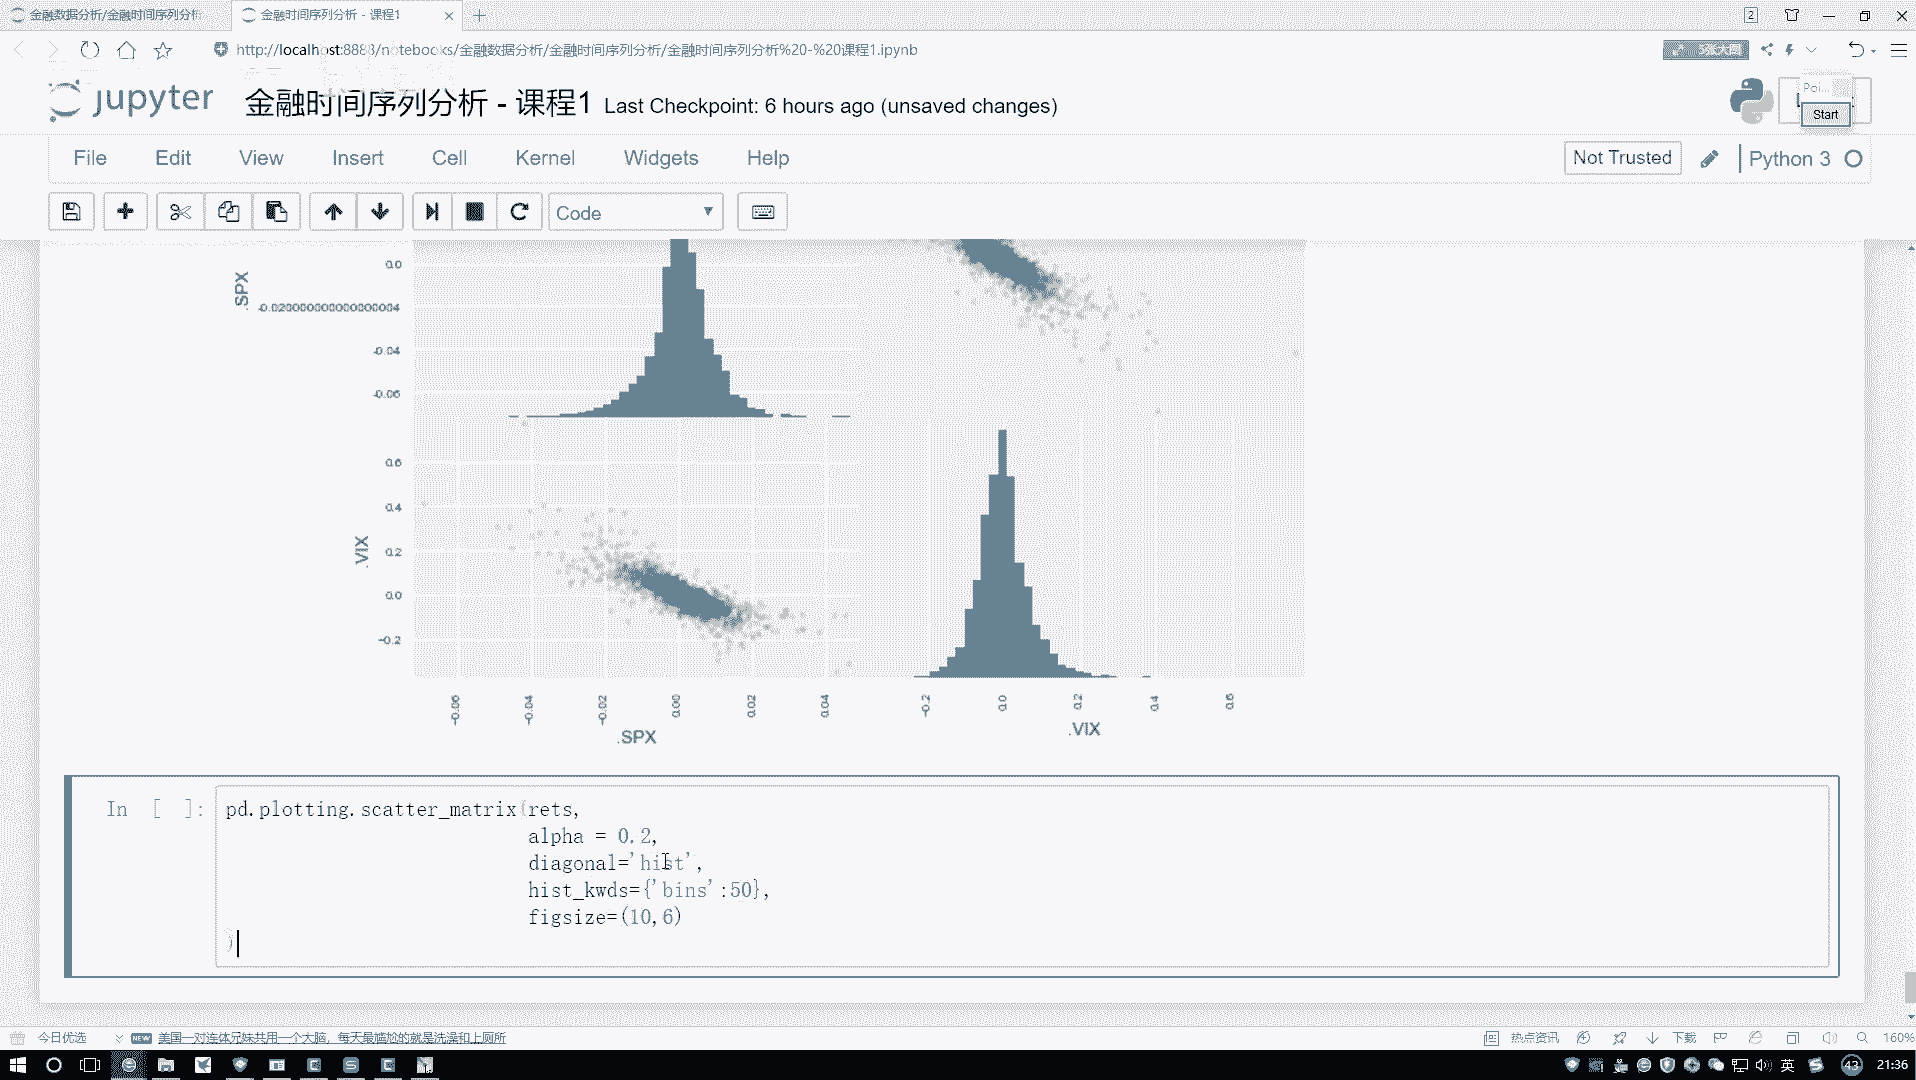 金融数据分析/金融时间序列分析
金融时间序列分析 - 课程1
2
http://localhost:8888/notebooks/金融数据分析/金融时间序列分析/金融时间序列分析%20-%20课程1.ipynb
5张大图
jupyter
金融时间序列分析 - 课程1 Last Checkpoint: 6 hours ago (unsaved changes)
Poi...
Start
File Edit View Insert Cell Kernel Widgets Help
Not Trusted
Python 3
Code
.SPX
0.0
-0.020000000000000004
-0.04
-0.06
.VIX
0.6
0.4
0.2
0.0
-0.2
-0.06 -0.04 -0.02 0.00 0.02 0.04 -0.2 0.0 0.2 0.4 0.6
.SPX .VIX
In [ ]: pd.plotting.scatter_matrix(rets,
alpha = 0.2,
diagonal='hist',
hist_kwds={'bins':50},
figsize=(10,6)
)
今日优选 NEW 美国一对连体兄妹共用一个大脑，每天最尴尬的就是洗澡和上厕所
热点资讯 下载 160%
英 43 21:36